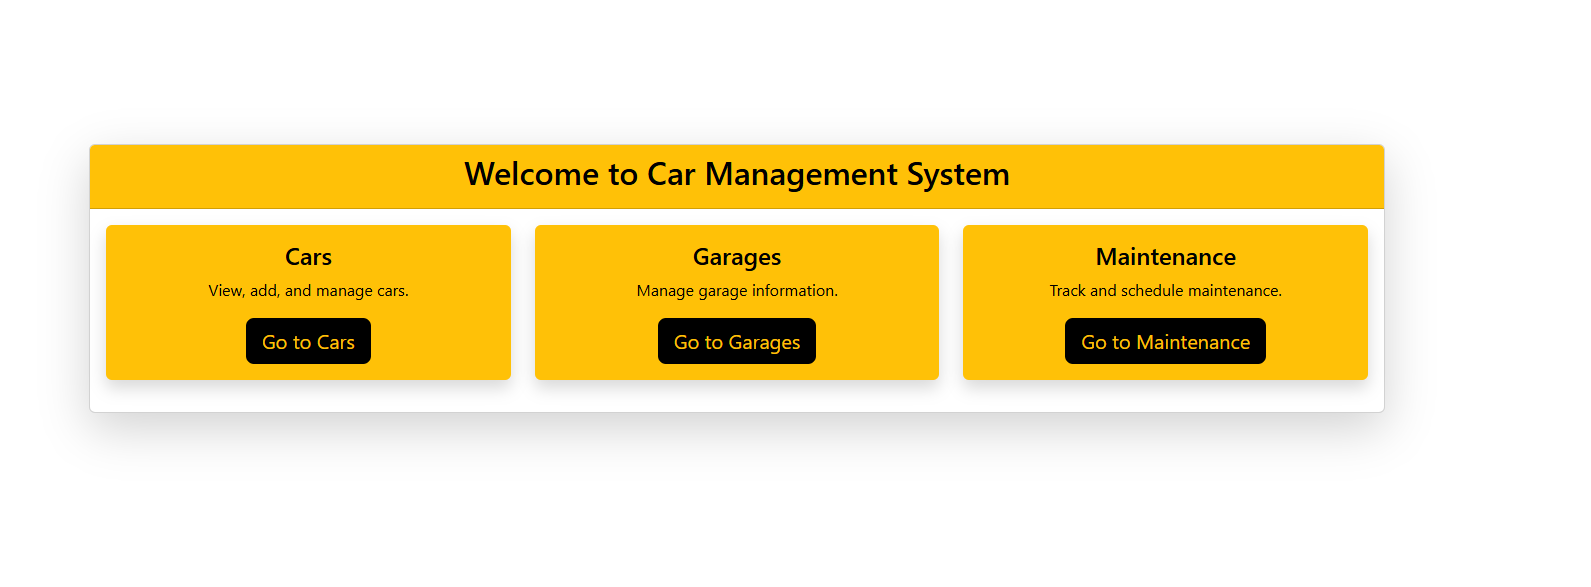 Welcome to Car Management System
Cars
View, add, and manage cars.
Go to Cars
Garages
Manage garage information.
Go to Garages
Maintenance
Track and schedule maintenance.
Go to Maintenance